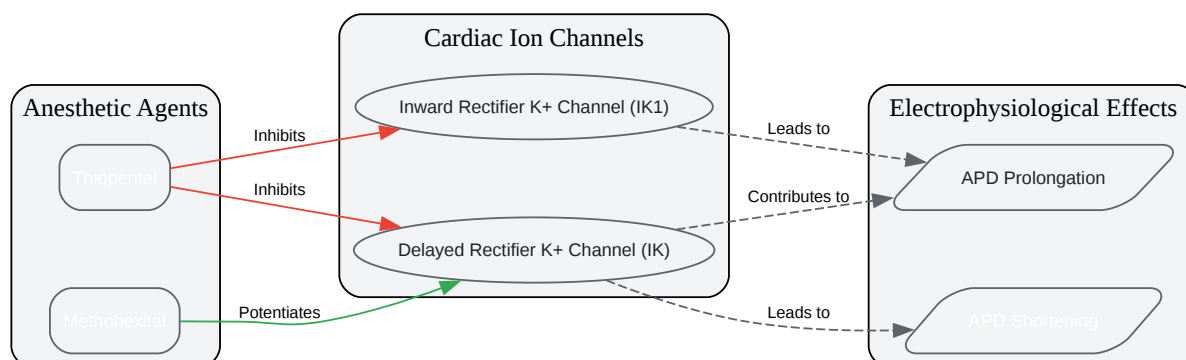 Cardiac Ion Channels
Anesthetic Agents
Electrophysiological Effects
Inward Rectifier K+ Channel (IK1)
Leads to
Inhibits
Thiopental
APD Prolongation
Inhibits
Contributes to
Delayed Rectifier K+ Channel (IK)
Methohexital
Potentiates
Leads to
APD Shortening